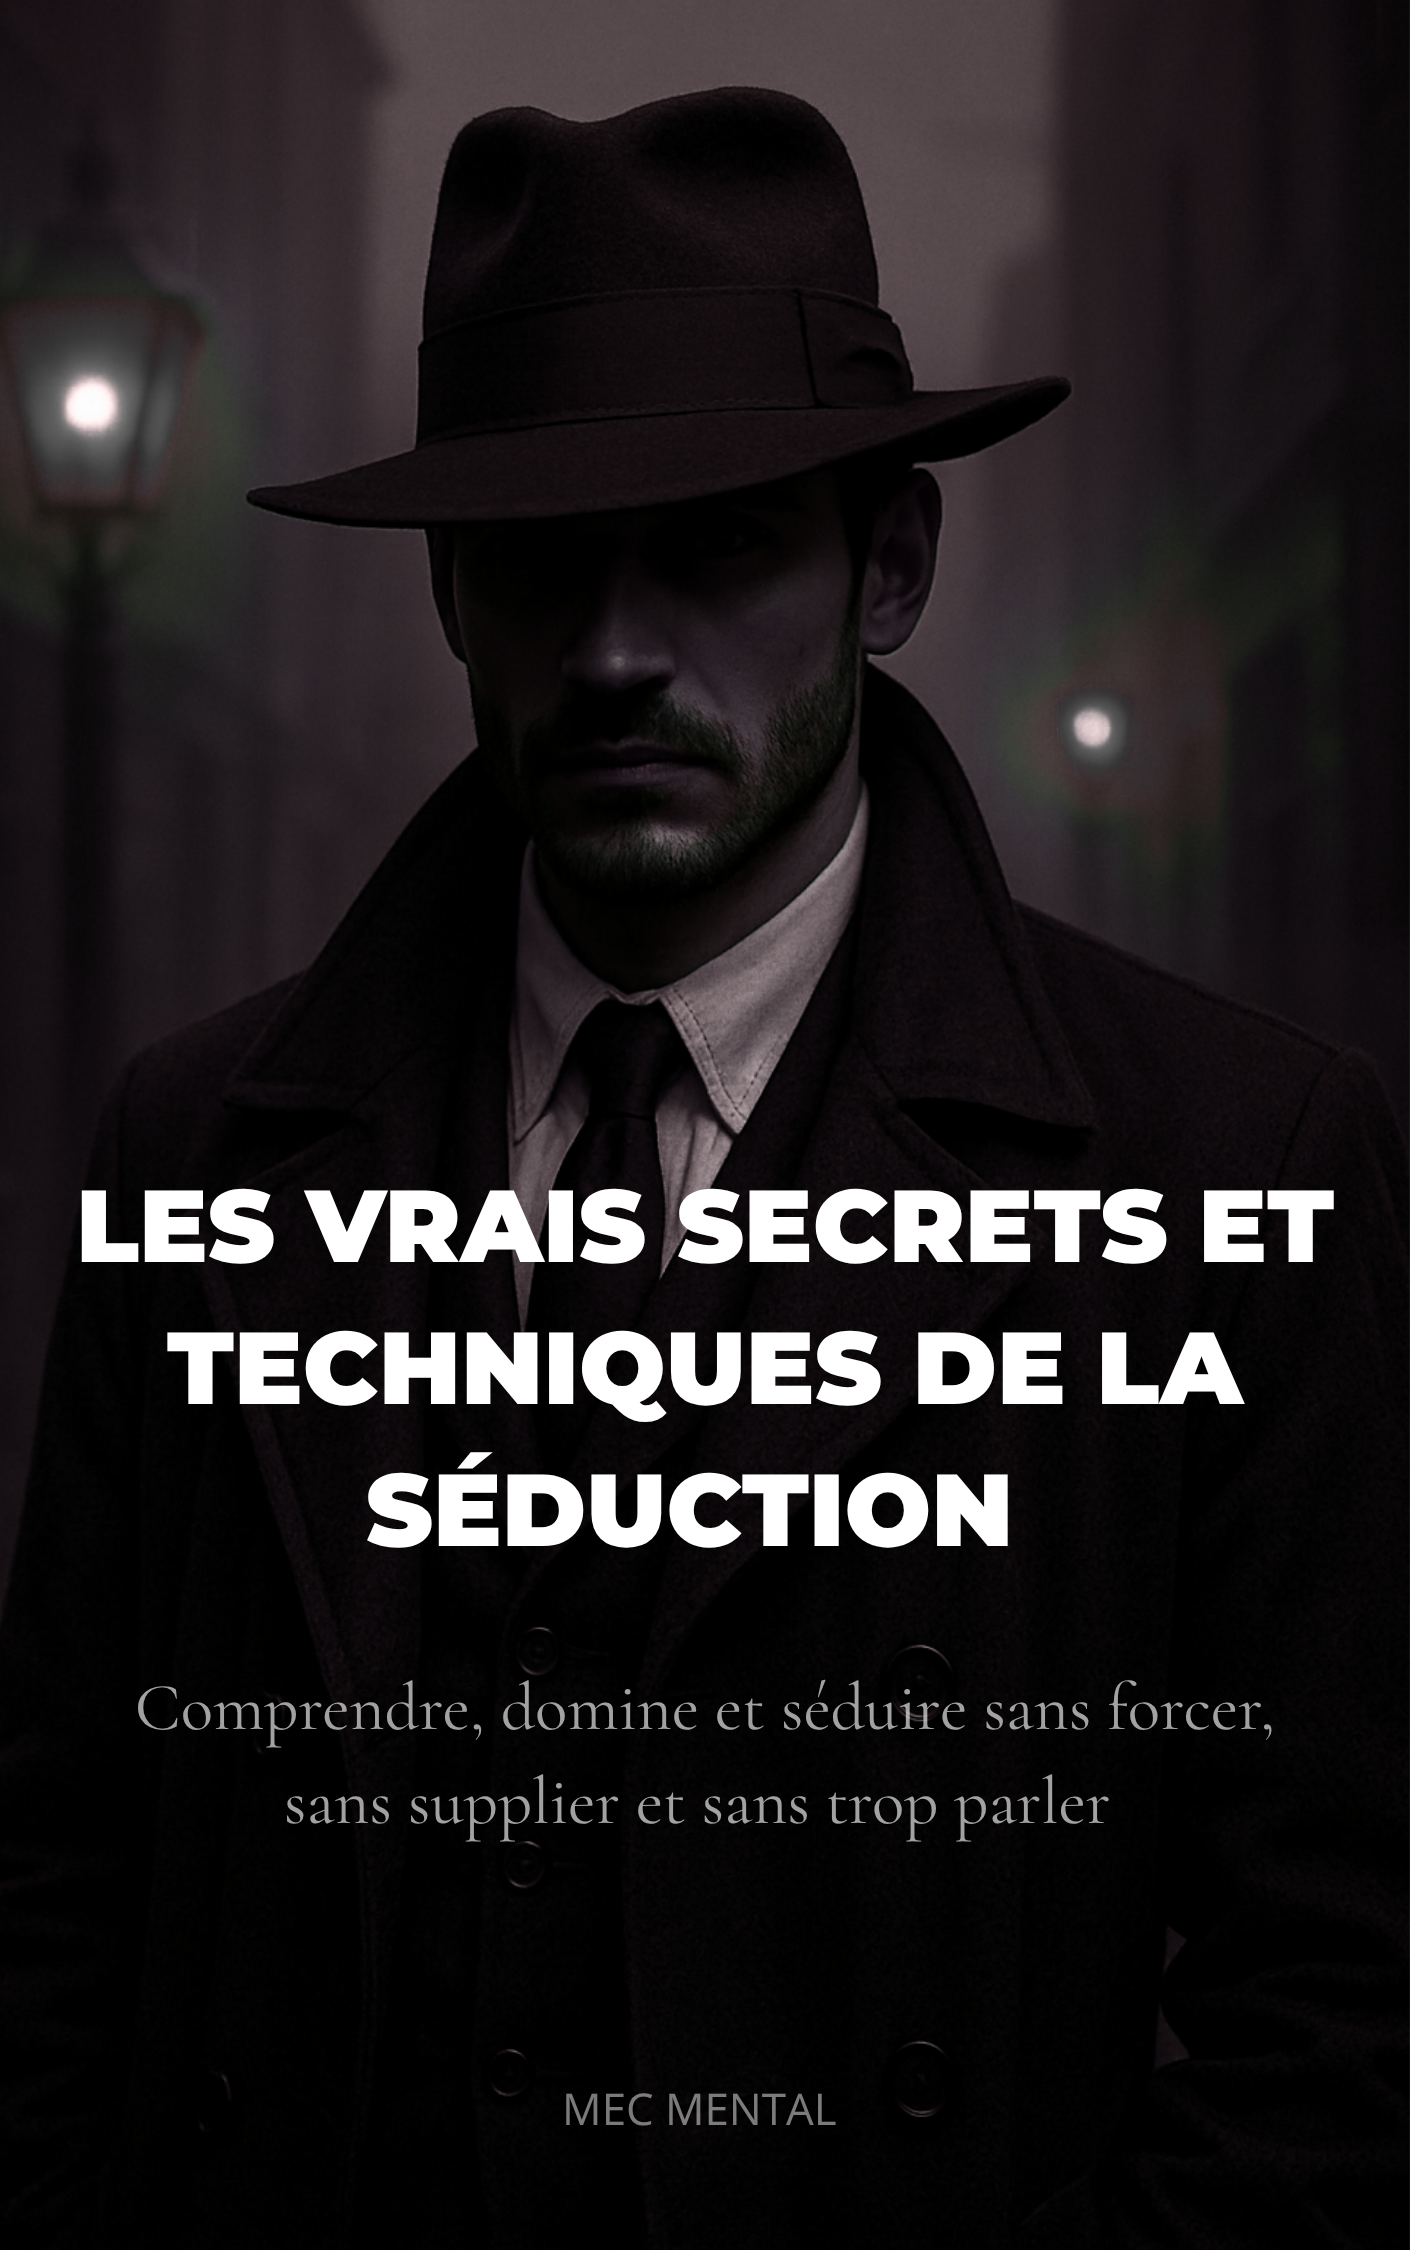 LES VRAIS SECRETS ET
TECHNIQUES DE LA
SÉDUCTION
Comprendre, domine et séduire sans forcer,
sans supplier et sans trop parler
MEC MENTAL